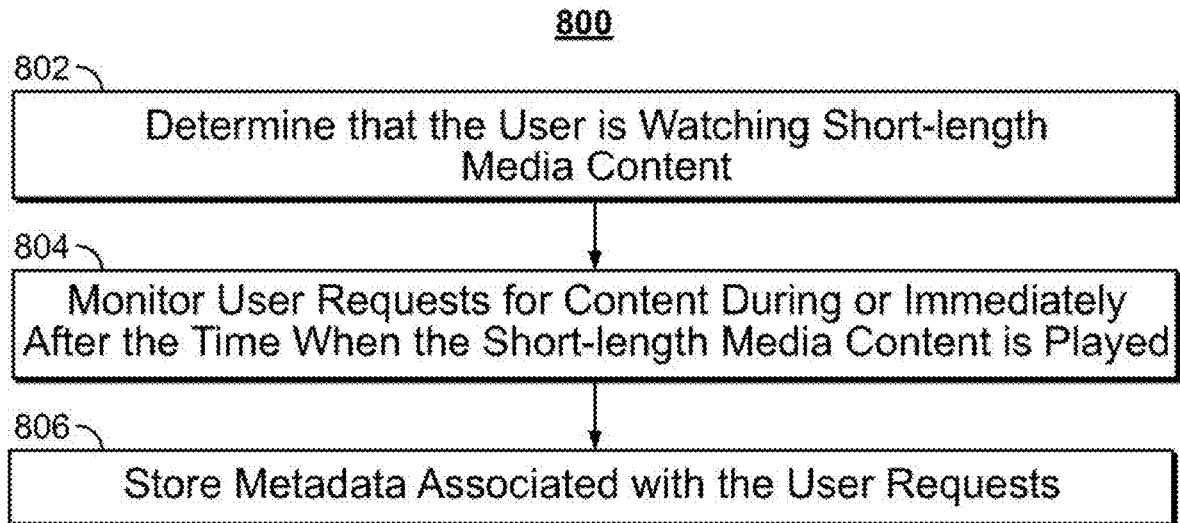 800
802
Determine that the User is Watching Short-length
Media Content
804
Monitor User Requests for Content During or Immediately
After the Time When the Short-length Media Content is Played
806
Store Metadata Associated with the User Requests